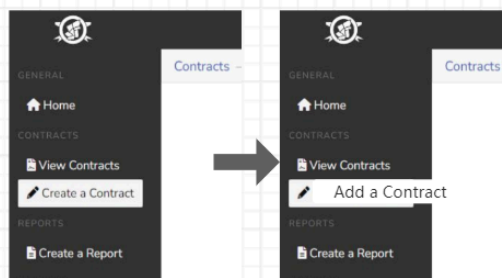 Contracts
GENERAL
Home
CONTRACTS
View Contracts
Create a Contract
REPORTS
Create a Report
Contracts
GENERAL
Home
CONTRACTS
View Contracts
Add a Contract
REPORTS
Create a Report